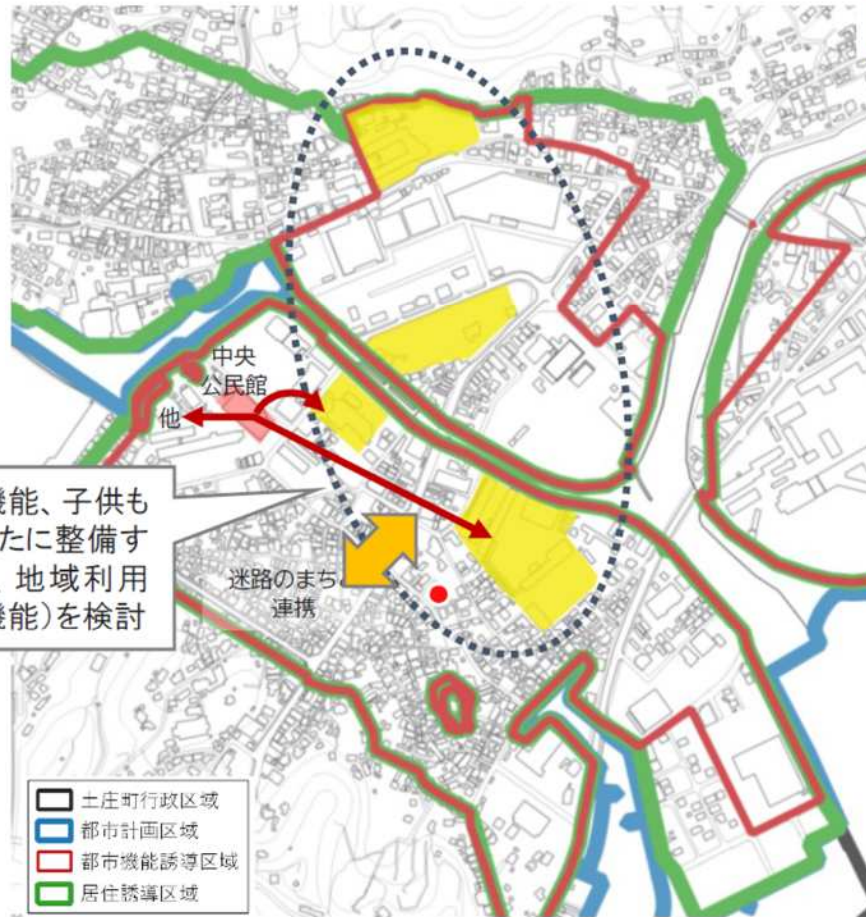 中央
公民館
他
機能、子供も
たに整備す
、地域利用
機能)を検討
迷路のまちと
連携
土庄町行政区域
都市計画区域
都市機能誘導区域
居住誘導区域